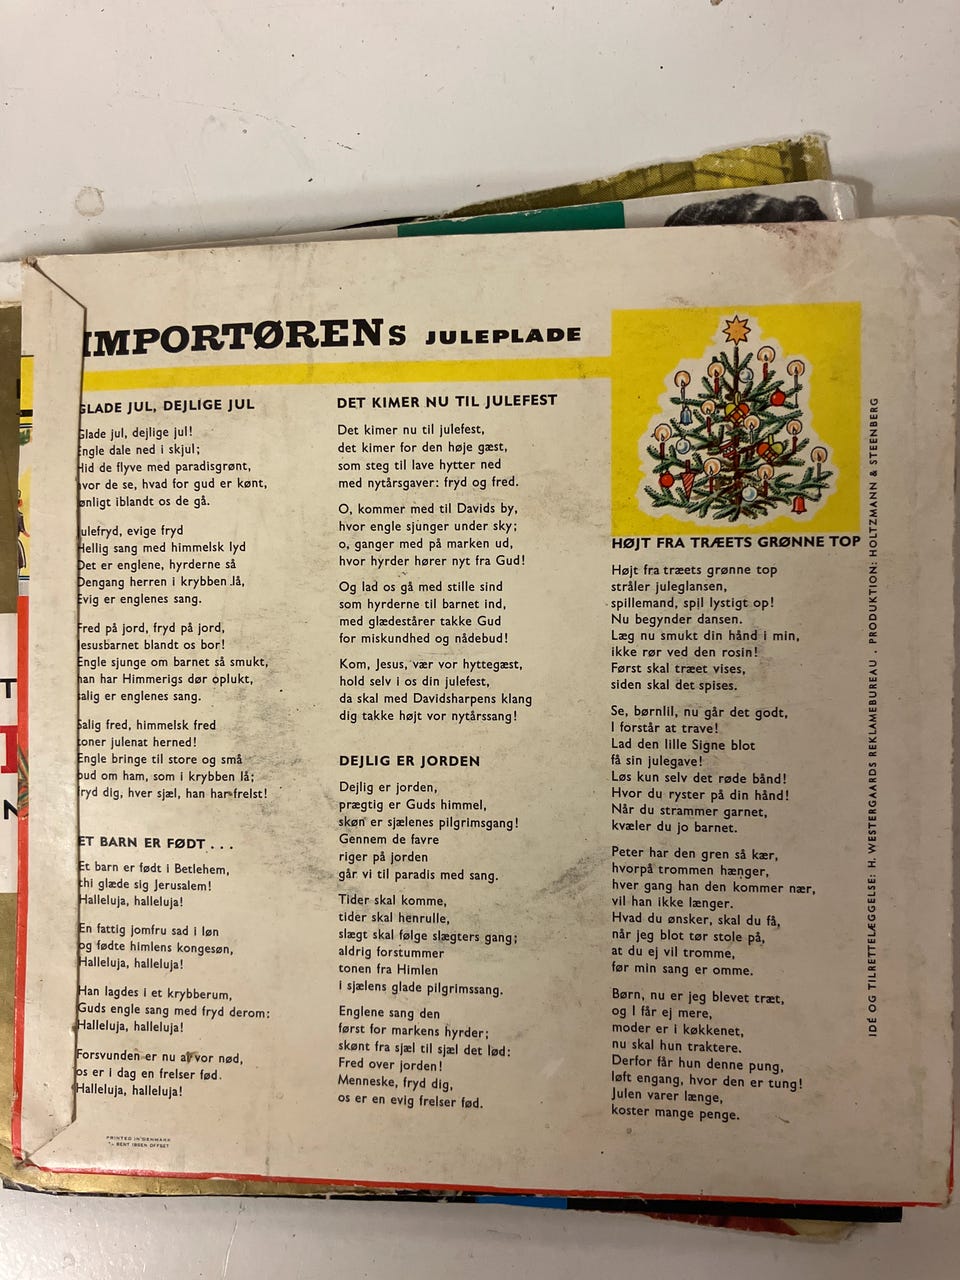 IMPORTØRENs JULEPLADE
GLADE JUL, DEJLIGE JUL
Glade jul, dejlige jul!
Engle dale ned i skjul;
Hid de flyve med paradisgrønt,
hvor de se, hvad for gud er kønt,
lønligt iblandt os de gå.
Julefryd, evige fryd
Hellig sang med himmelsk lyd
Det er englene, hyrderne så
Dengang herren i krybben lå,
Evig er englenes sang.
Fred på jord, fryd på jord,
Jesusbarnet blandt os bor!
Engle sjunge om barnet så smukt,
han har Himmerigs dør oplukt,
salig er englenes sang.
Salig fred, himmelsk fred
toner julenat herned!
Engle bringe til store og små
bud om ham, som i krybben lå;
fryd dig, hver sjæl, han har frelst!
ET BARN ER FØDT . . .
Et barn er født i Betlehem,
thi glæde sig Jerusalem!
Halleluja, halleluja!
En fattig jomfru sad i løn
og fødte himlens kongesøn,
Halleluja, halleluja!
Han lagdes i et krybberum,
Guds engle sang med fryd derom:
Halleluja, halleluja!
Forsvunden er nu al vor nød,
os er i dag en frelser fød.
Halleluja, halleluja!
PRINTED IN DENMARK
BENT IBSEN OFFSET
DET KIMER NU TIL JULEFEST
Det kimer nu til julefest,
det kimer for den høje gæst,
som steg til lave hytter ned
med nytårsgaver: fryd og fred.
O, kommer med til Davids by,
hvor engle sjünger under sky;
o, ganger med på marken ud,
hvor hyrder hører nyt fra Gud!
Og lad os gå med stille sind
som hyrderne til barnet ind,
med glædestårer takke Gud
for miskundhed og nådebud!
Kom, Jesus, vær vor hyttegæst,
hold selv i os din julefest,
da skal med Davidsharpens klang
dig takke højt vor nytårssang!
DEJLIG ER JORDEN
Dejlig er jorden,
prægtig er Guds himmel,
skøn er sjælenes pilgrimsgang!
Gennem de favre
riger på jorden
går vi til paradis med sang.
Tider skal komme,
tider skal henrulle,
slægt skal følge slægters gang;
aldrig forstummer
tonen fra Himlen
i sjælens glade pilgrimssang.
Englene sang den
først for markens hyrder;
skønt fra sjæl til sjæl det lød:
Fred over jorden!
Menneske, fryd dig,
os er en evig frelser fød.
HØJT FRA TRÆETS GRØNNE TOP
Højt fra træets grønne top
stråler juleglansen,
spillemand, spil lystigt op!
Nu begynder dansen.
Læg nu smukt din hånd i min,
ikke rør ved den rosin!
Først skal træet vises,
siden skal det spises.
Se, børnlil, nu går det godt,
I forstår at trave!
Lad den lille Signe blot
få sin julegave!
Løs kun selv det røde bånd!
Hvor du ryster på din hånd!
Når du strammer garnet,
kvæler du jo barnet.
Peter har den gren så kær,
hvorpå trommen hænger,
hver gang han den kommer nær,
vil han ikke længer.
Hvad du ønsker, skal du få,
når jeg blot tør stole på,
at du ej vil tromme,
før min sang er omme.
Børn, nu er jeg blevet træt,
og I får ej mere,
moder er i køkkenet,
nu skal hun traktere.
Derfor får hun denne pung,
løft engang, hvor den er tung!
Julen varer længe,
koster mange penge.
IDÉ OG TILRETTELÆGGELSE: H. WESTERGAARDS REKLAMEBUREAU . PRODUKTION: HOLTZMANN & STEENBERG